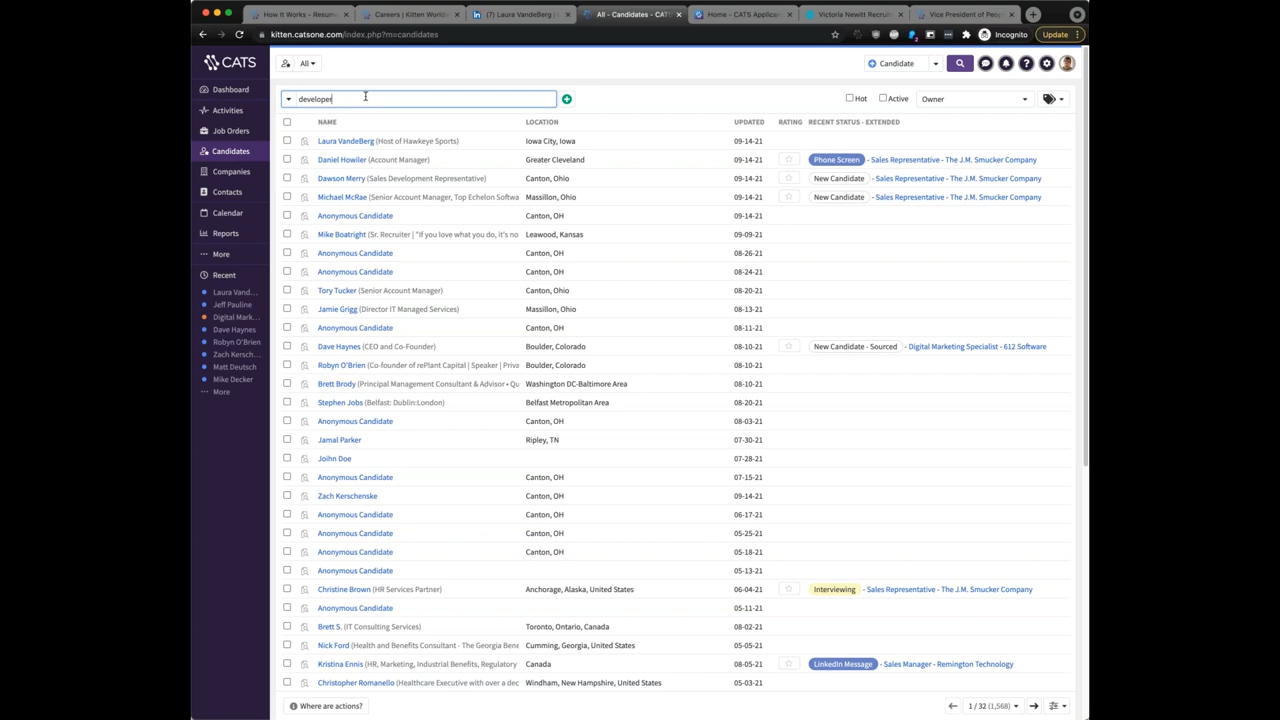 How It Works - Resum
Careers | Kitten Worldw
(7) Laura VandeBerg | L
All - Candidates - CATS
Home - CATS Applican
Victoria Newitt Recruiti
Vice President of Peopl
kitten.catsone.com/index.php?m=candidates
2
Incognito
Update
CATS
All
Candidate
Dashboard
Activities
Job Orders
Candidates
Companies
Contacts
Calendar
Reports
More
Recent
Laura Vand...
Jeff Pauline
Digital Mark...
Dave Haynes
Robyn O'Brien
Zach Kersch...
Matt Deutsch
Mike Decker
More
developer
Hot
Active
Owner
NAME LOCATION UPDATED RATING RECENT STATUS - EXTENDED
Laura VandeBerg (Host of Hawkeye Sports) Iowa City, Iowa 09-14-21
Daniel Howiler (Account Manager) Greater Cleveland 09-14-21 Phone Screen - Sales Representative - The J.M. Smucker Company
Dawson Merry (Sales Development Representative) Canton, Ohio 09-14-21 New Candidate - Sales Representative - The J.M. Smucker Company
Michael McRae (Senior Account Manager, Top Echelon Softwa Massillon, Ohio 09-14-21 New Candidate - Sales Representative - The J.M. Smucker Company
Anonymous Candidate Canton, OH 09-14-21
Mike Boatright (Sr. Recruiter | "If you love what you do, it's no Leawood, Kansas 09-09-21
Anonymous Candidate Canton, OH 08-26-21
Anonymous Candidate Canton, OH 08-24-21
Tory Tucker (Senior Account Manager) Canton, Ohio 08-20-21
Jamie Grigg (Director IT Managed Services) Massillon, Ohio 08-13-21
Anonymous Candidate Canton, OH 08-11-21
Dave Haynes (CEO and Co-Founder) Boulder, Colorado 08-10-21 New Candidate - Sourced - Digital Marketing Specialist - 612 Software
Robyn O'Brien (Co-founder of rePlant Capital | Speaker | Priva Boulder, Colorado 08-10-21
Brett Brody (Principal Management Consultant & Advisor • Qu Washington DC-Baltimore Area 08-10-21
Stephen Jobs (Belfast: Dublin:London) Belfast Metropolitan Area 08-20-21
Anonymous Candidate Canton, OH 08-03-21
Jamal Parker Ripley, TN 07-30-21
Joihn Doe 07-28-21
Anonymous Candidate Canton, OH 07-15-21
Zach Kerschenske Canton, OH 09-14-21
Anonymous Candidate Canton, OH 06-17-21
Anonymous Candidate Canton, OH 05-25-21
Anonymous Candidate Canton, OH 05-18-21
Anonymous Candidate 05-13-21
Christine Brown (HR Services Partner) Anchorage, Alaska, United States 06-04-21 Interviewing - Sales Representative - The J.M. Smucker Company
Anonymous Candidate 05-11-21
Brett S. (IT Consulting Services) Toronto, Ontario, Canada 08-02-21
Nick Ford (Health and Benefits Consultant - The Georgia Bene Cumming, Georgia, United States 05-05-21
Kristina Ennis (HR, Marketing, Industrial Benefits, Regulatory Canada 08-05-21 LinkedIn Message - Sales Manager - Remington Technology
Christopher Romanello (Healthcare Executive with over a dec Windham, New Hampshire, United States 05-03-21
Where are actions?
1 / 32 (1,568)